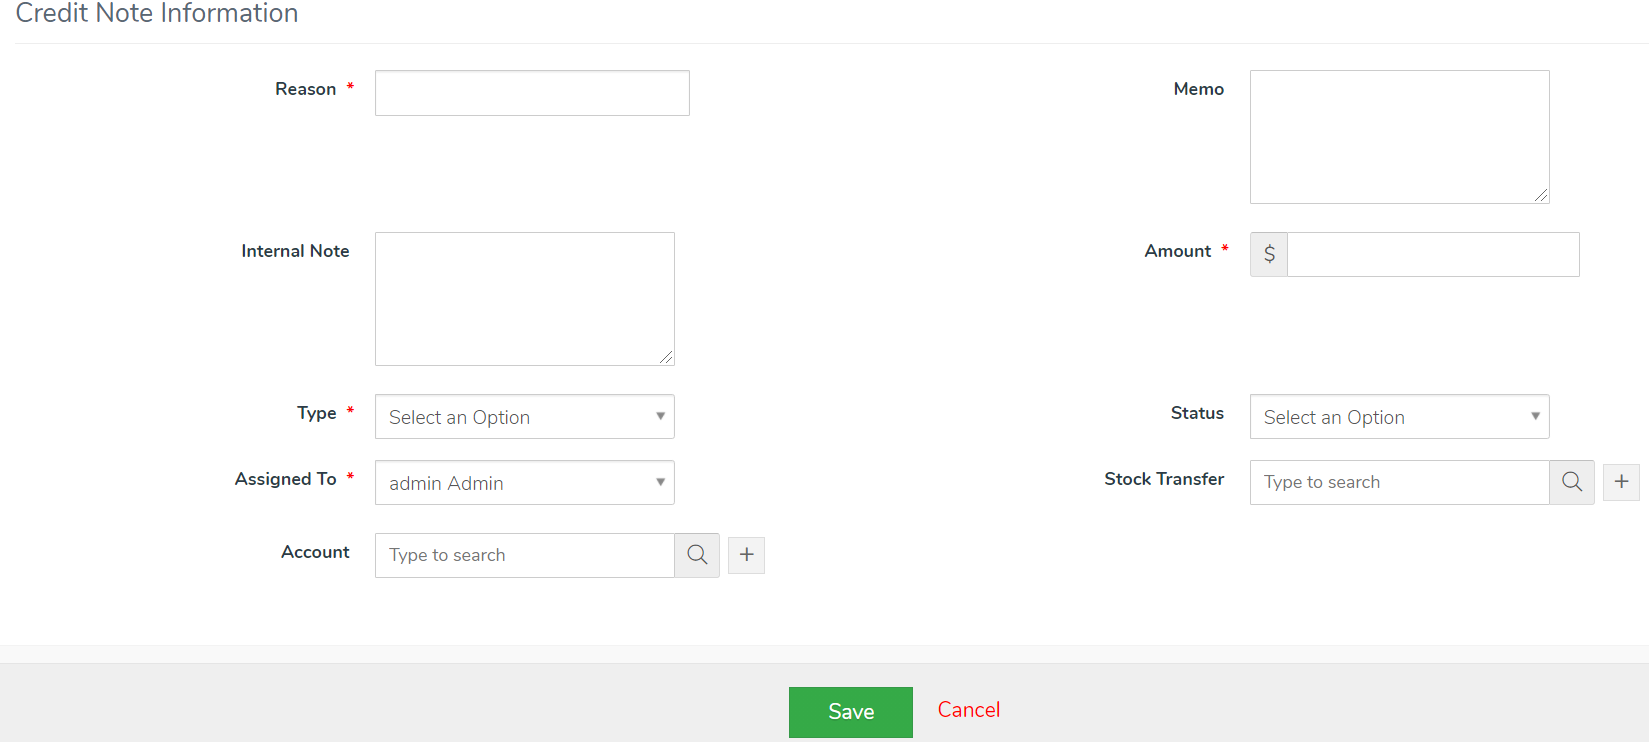 Credit Note Information
Reason *
Memo
Internal Note
Amount * $
Type * Select an Option
Status Select an Option
Assigned To * admin Admin
Stock Transfer Type to search +
Account Type to search +
Save Cancel